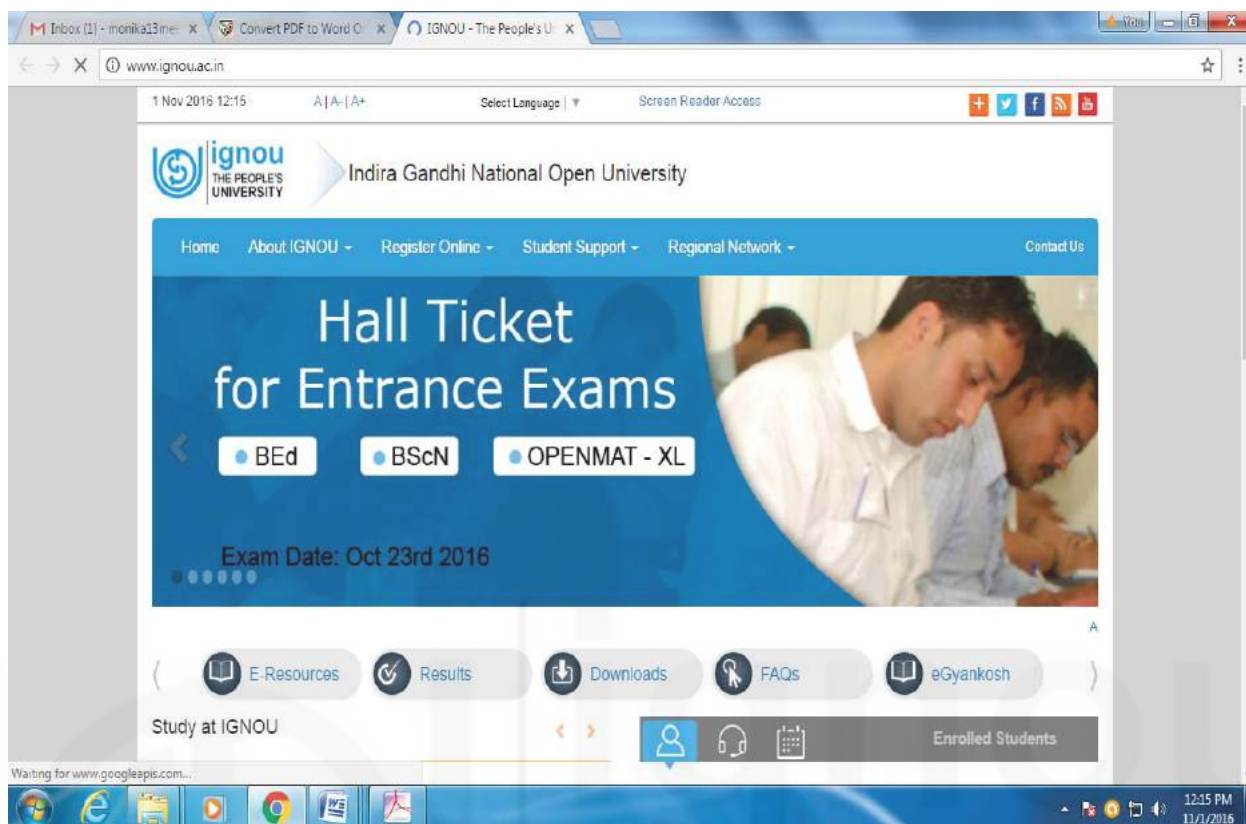 Inbox (1) - monika13me
Convert PDF to Word O
IGNOU - The People's U
You
www.ignou.ac.in
1 Nov 2016 12:15 A | A- | A+ Select Language | ▼ Screen Reader Access
ignou
THE PEOPLE'S
UNIVERSITY
Indira Gandhi National Open University
Home About IGNOU Register Online Student Support Regional Network Contact Us
Hall Ticket
for Entrance Exams
BEd BScN OPENMAT - XL
Exam Date: Oct 23rd 2016
A
E-Resources Results Downloads FAQs eGyankosh
Study at IGNOU
Enrolled Students
Waiting for www.googleapis.com...
12:15 PM
11/1/2016